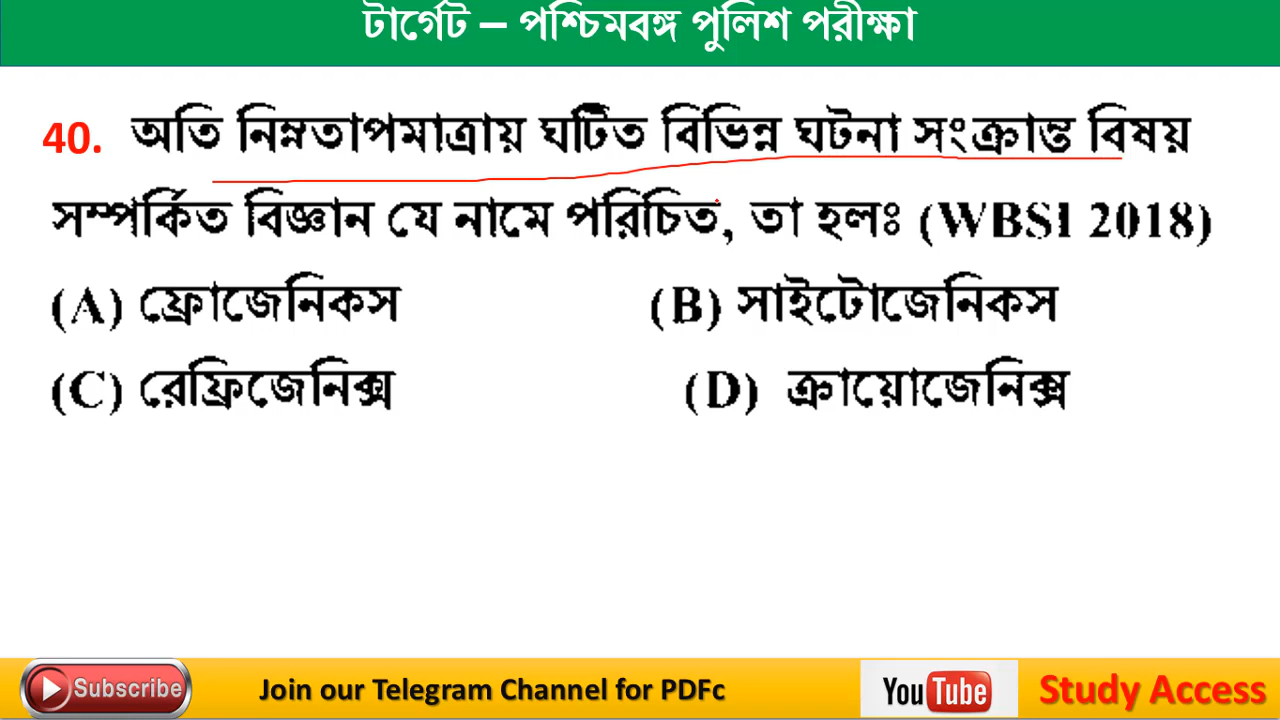 টার্গেট – পশ্চিমবঙ্গ পুলিশ পরীক্ষা
40. অতি নিম্নতাপমাত্রায় ঘটিত বিভিন্ন ঘটনা সংক্রান্ত বিষয়
সম্পর্কিত বিজ্ঞান যে নামে পরিচিত, তা হলঃ (WBSI 2018)
(A) ফ্রোজেনিকস (B) সাইটোজেনিকস
(C) রেফ্রিজেনিক্স (D) ক্রায়োজেনিক্স
Subscribe Join our Telegram Channel for PDFc YouTube Study Access